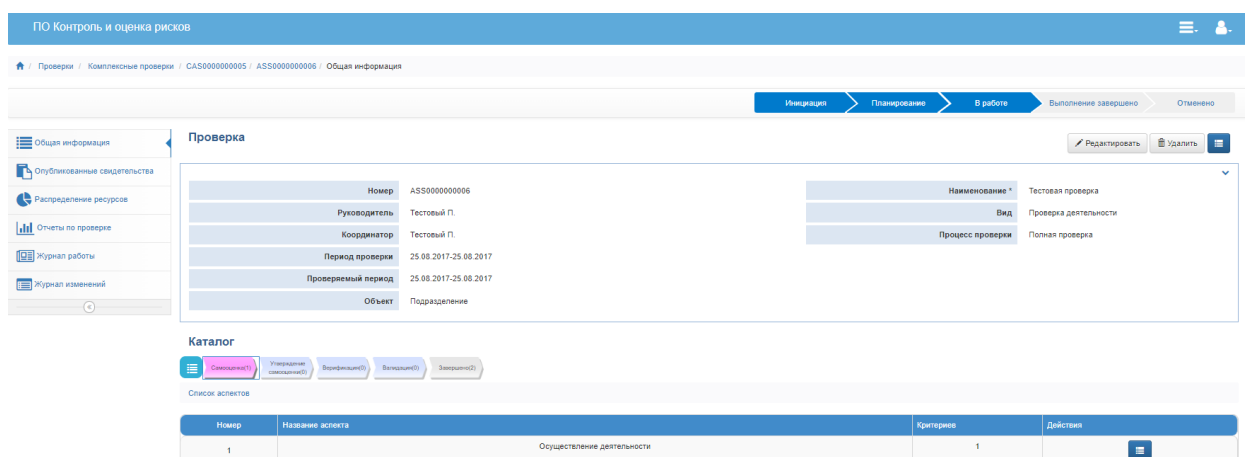 ПО Контроль и оценка рисков
/ Проверки / Комплексные проверки / CAS0000000005 / ASS0000000006 / Общая информация
Инициация Планирование В работе Выполнение завершено Отменено
Общая информация
Опубликованные свидетельства
Распределение ресурсов
Отчеты по проверке
Журнал работы
Журнал изменений
Проверка
Редактировать Удалить
Номер ASS0000000006 Наименование * Тестовая проверка
Руководитель Тестовый П. Вид Проверка деятельности
Координатор Тестовый П. Процесс проверки Полная проверка
Период проверки 25.08.2017-25.08.2017
Проверяемый период 25.08.2017-25.08.2017
Объект Подразделение
Каталог
Самооценка(1) Утверждение самооценки(0) Верификация(0) Валидация(0) Завершено(2)
Список аспектов
Номер Название аспекта Критериев Действия
1 Осуществление деятельности 1